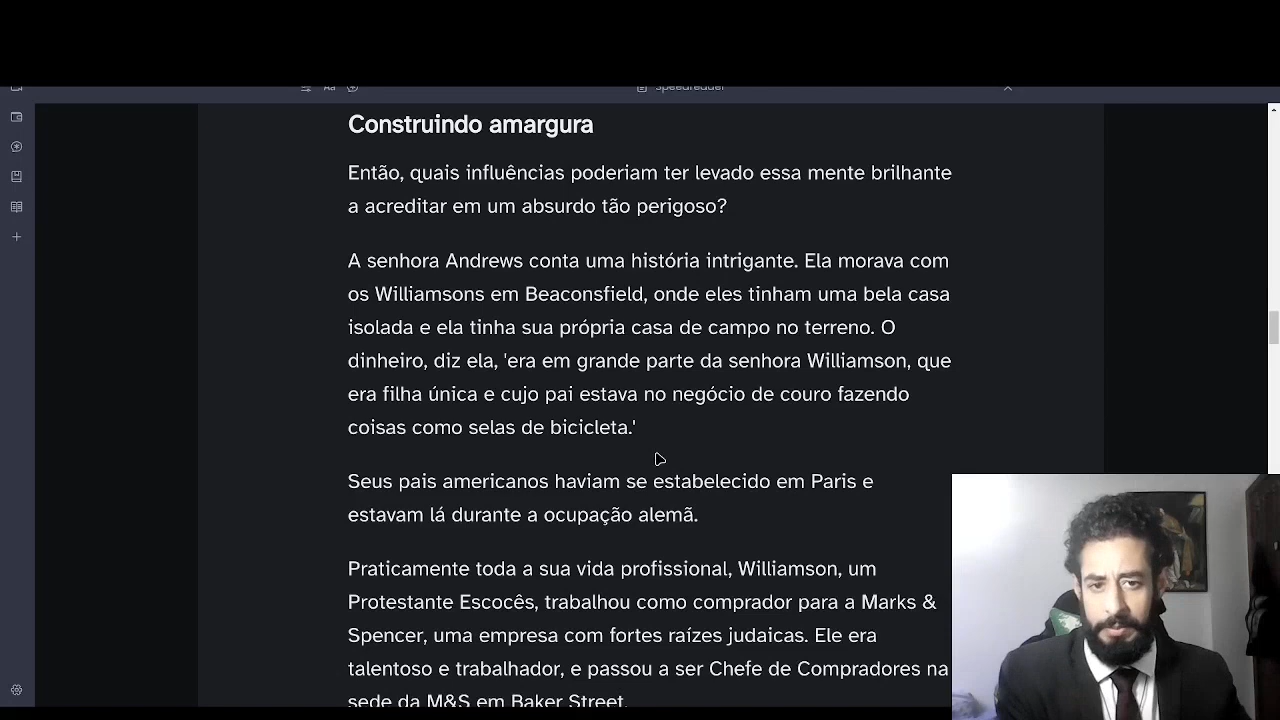 Aa
Speedreader
Construindo amargura
Então, quais influências poderiam ter levado essa mente brilhante
a acreditar em um absurdo tão perigoso?
A senhora Andrews conta uma história intrigante. Ela morava com
os Williamsons em Beaconsfield, onde eles tinham uma bela casa
isolada e ela tinha sua própria casa de campo no terreno. O
dinheiro, diz ela, 'era em grande parte da senhora Williamson, que
era filha única e cujo pai estava no negócio de couro fazendo
coisas como selas de bicicleta.'
Seus pais americanos haviam se estabelecido em Paris e
estavam lá durante a ocupação alemã.
Praticamente toda a sua vida profissional, Williamson, um
Protestante Escocês, trabalhou como comprador para a Marks &
Spencer, uma empresa com fortes raízes judaicas. Ele era
talentoso e trabalhador, e passou a ser Chefe de Compradores na
sede da M&S em Baker Street.